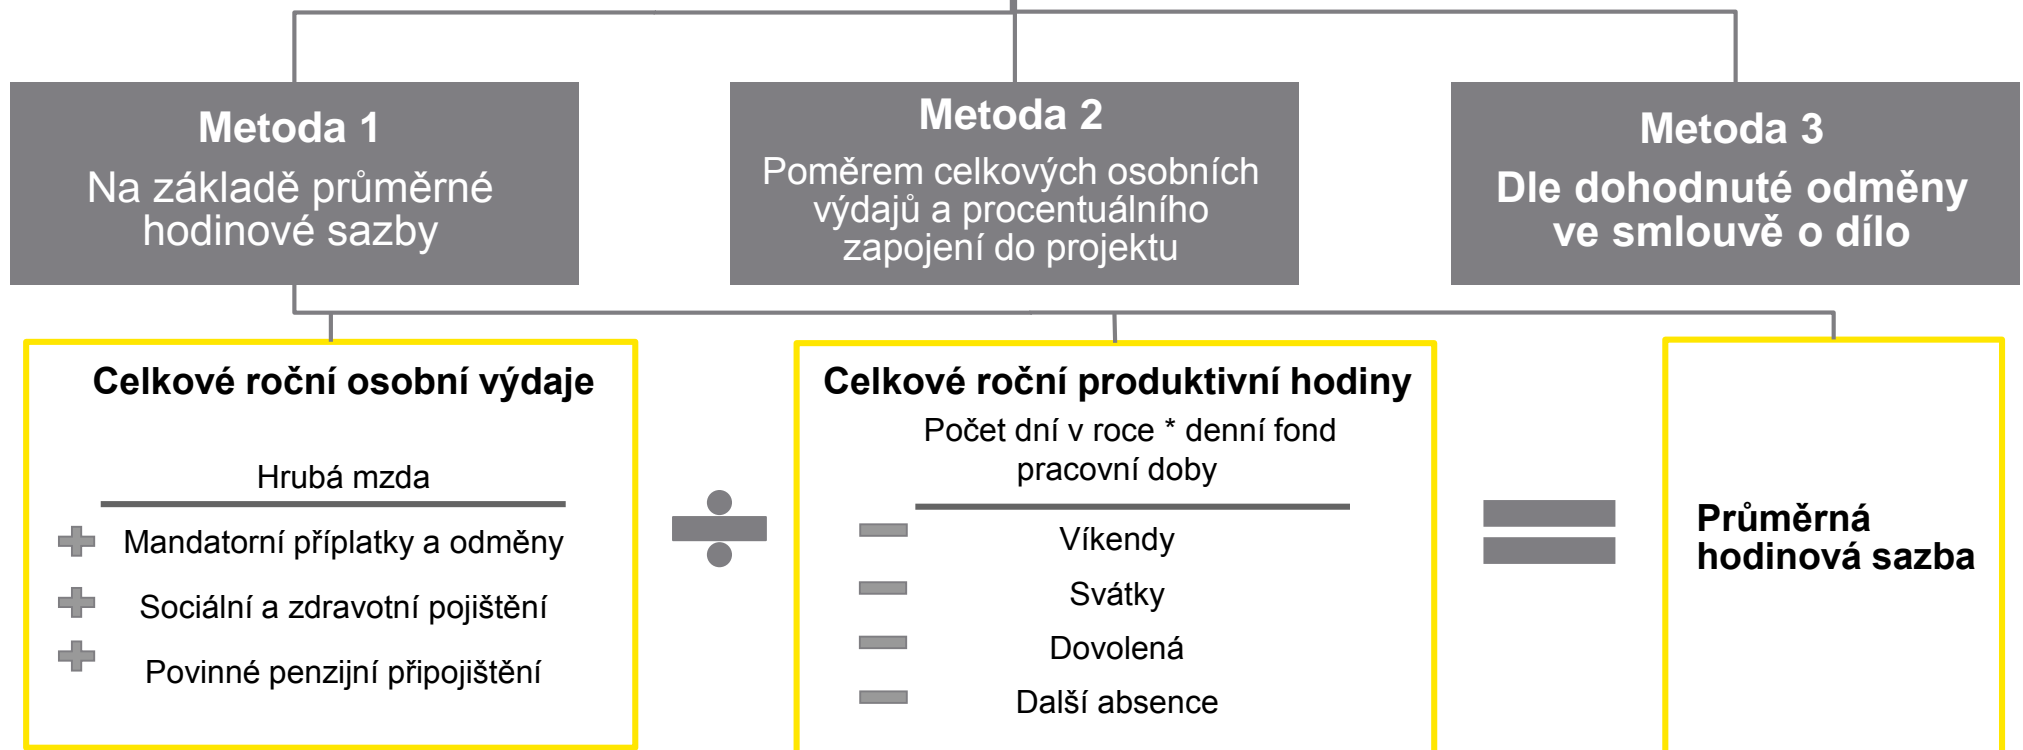 Metoda 1
Na základě průměrné
hodinové sazby
Metoda 2
Poměrem celkových osobních
výdajů a procentuálního
zapojení do projektu
Metoda 3
Dle dohodnuté odměny
ve smlouvě o dílo
Celkové roční osobní výdaje
Hrubá mzda
Mandatorní příplatky a odměny
Sociální a zdravotní pojištění
Povinné penzijní připojištění
Celkové roční produktivní hodiny
Počet dní v roce * denní fond
pracovní doby
Víkendy
Svátky
Dovolená
Další absence
Průměrná
hodinová sazba